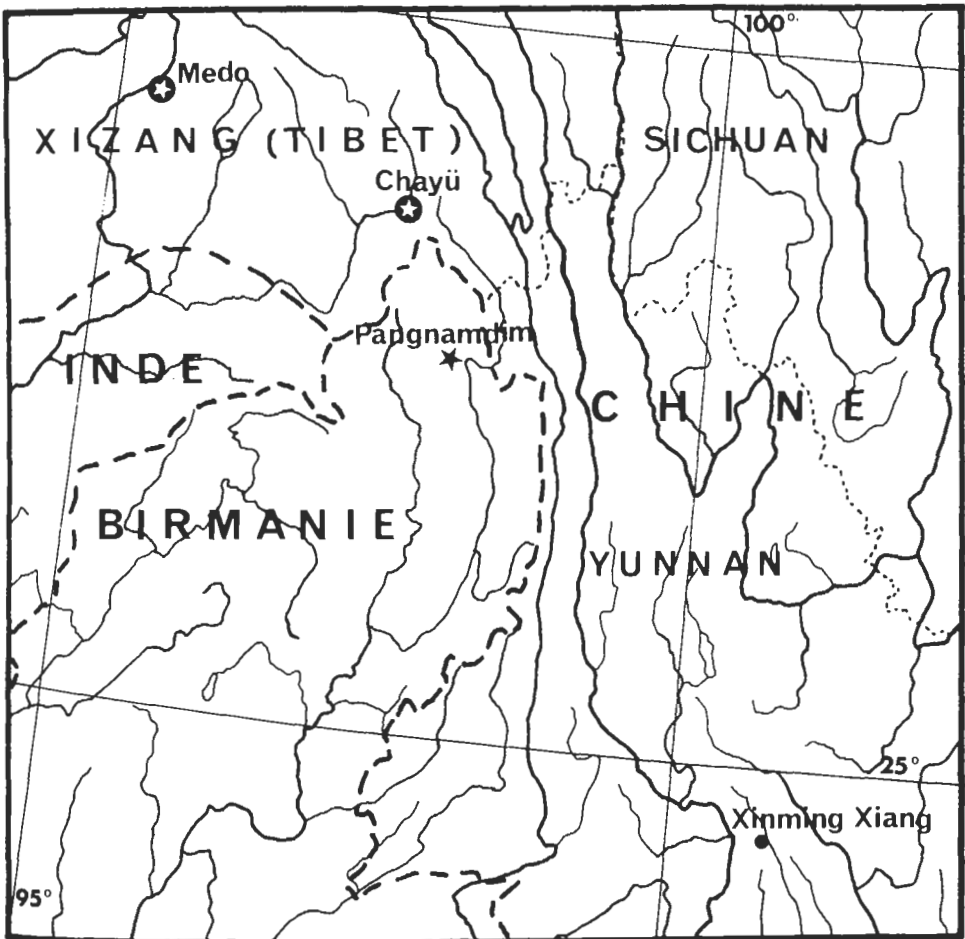 100°
Medo
XIZANG (TIBET)
SICHUAN
Chayü
Pangnamdim
INDE
CHINE
BIRMANIE
YUNNAN
25°
Xinming Xiang
95°